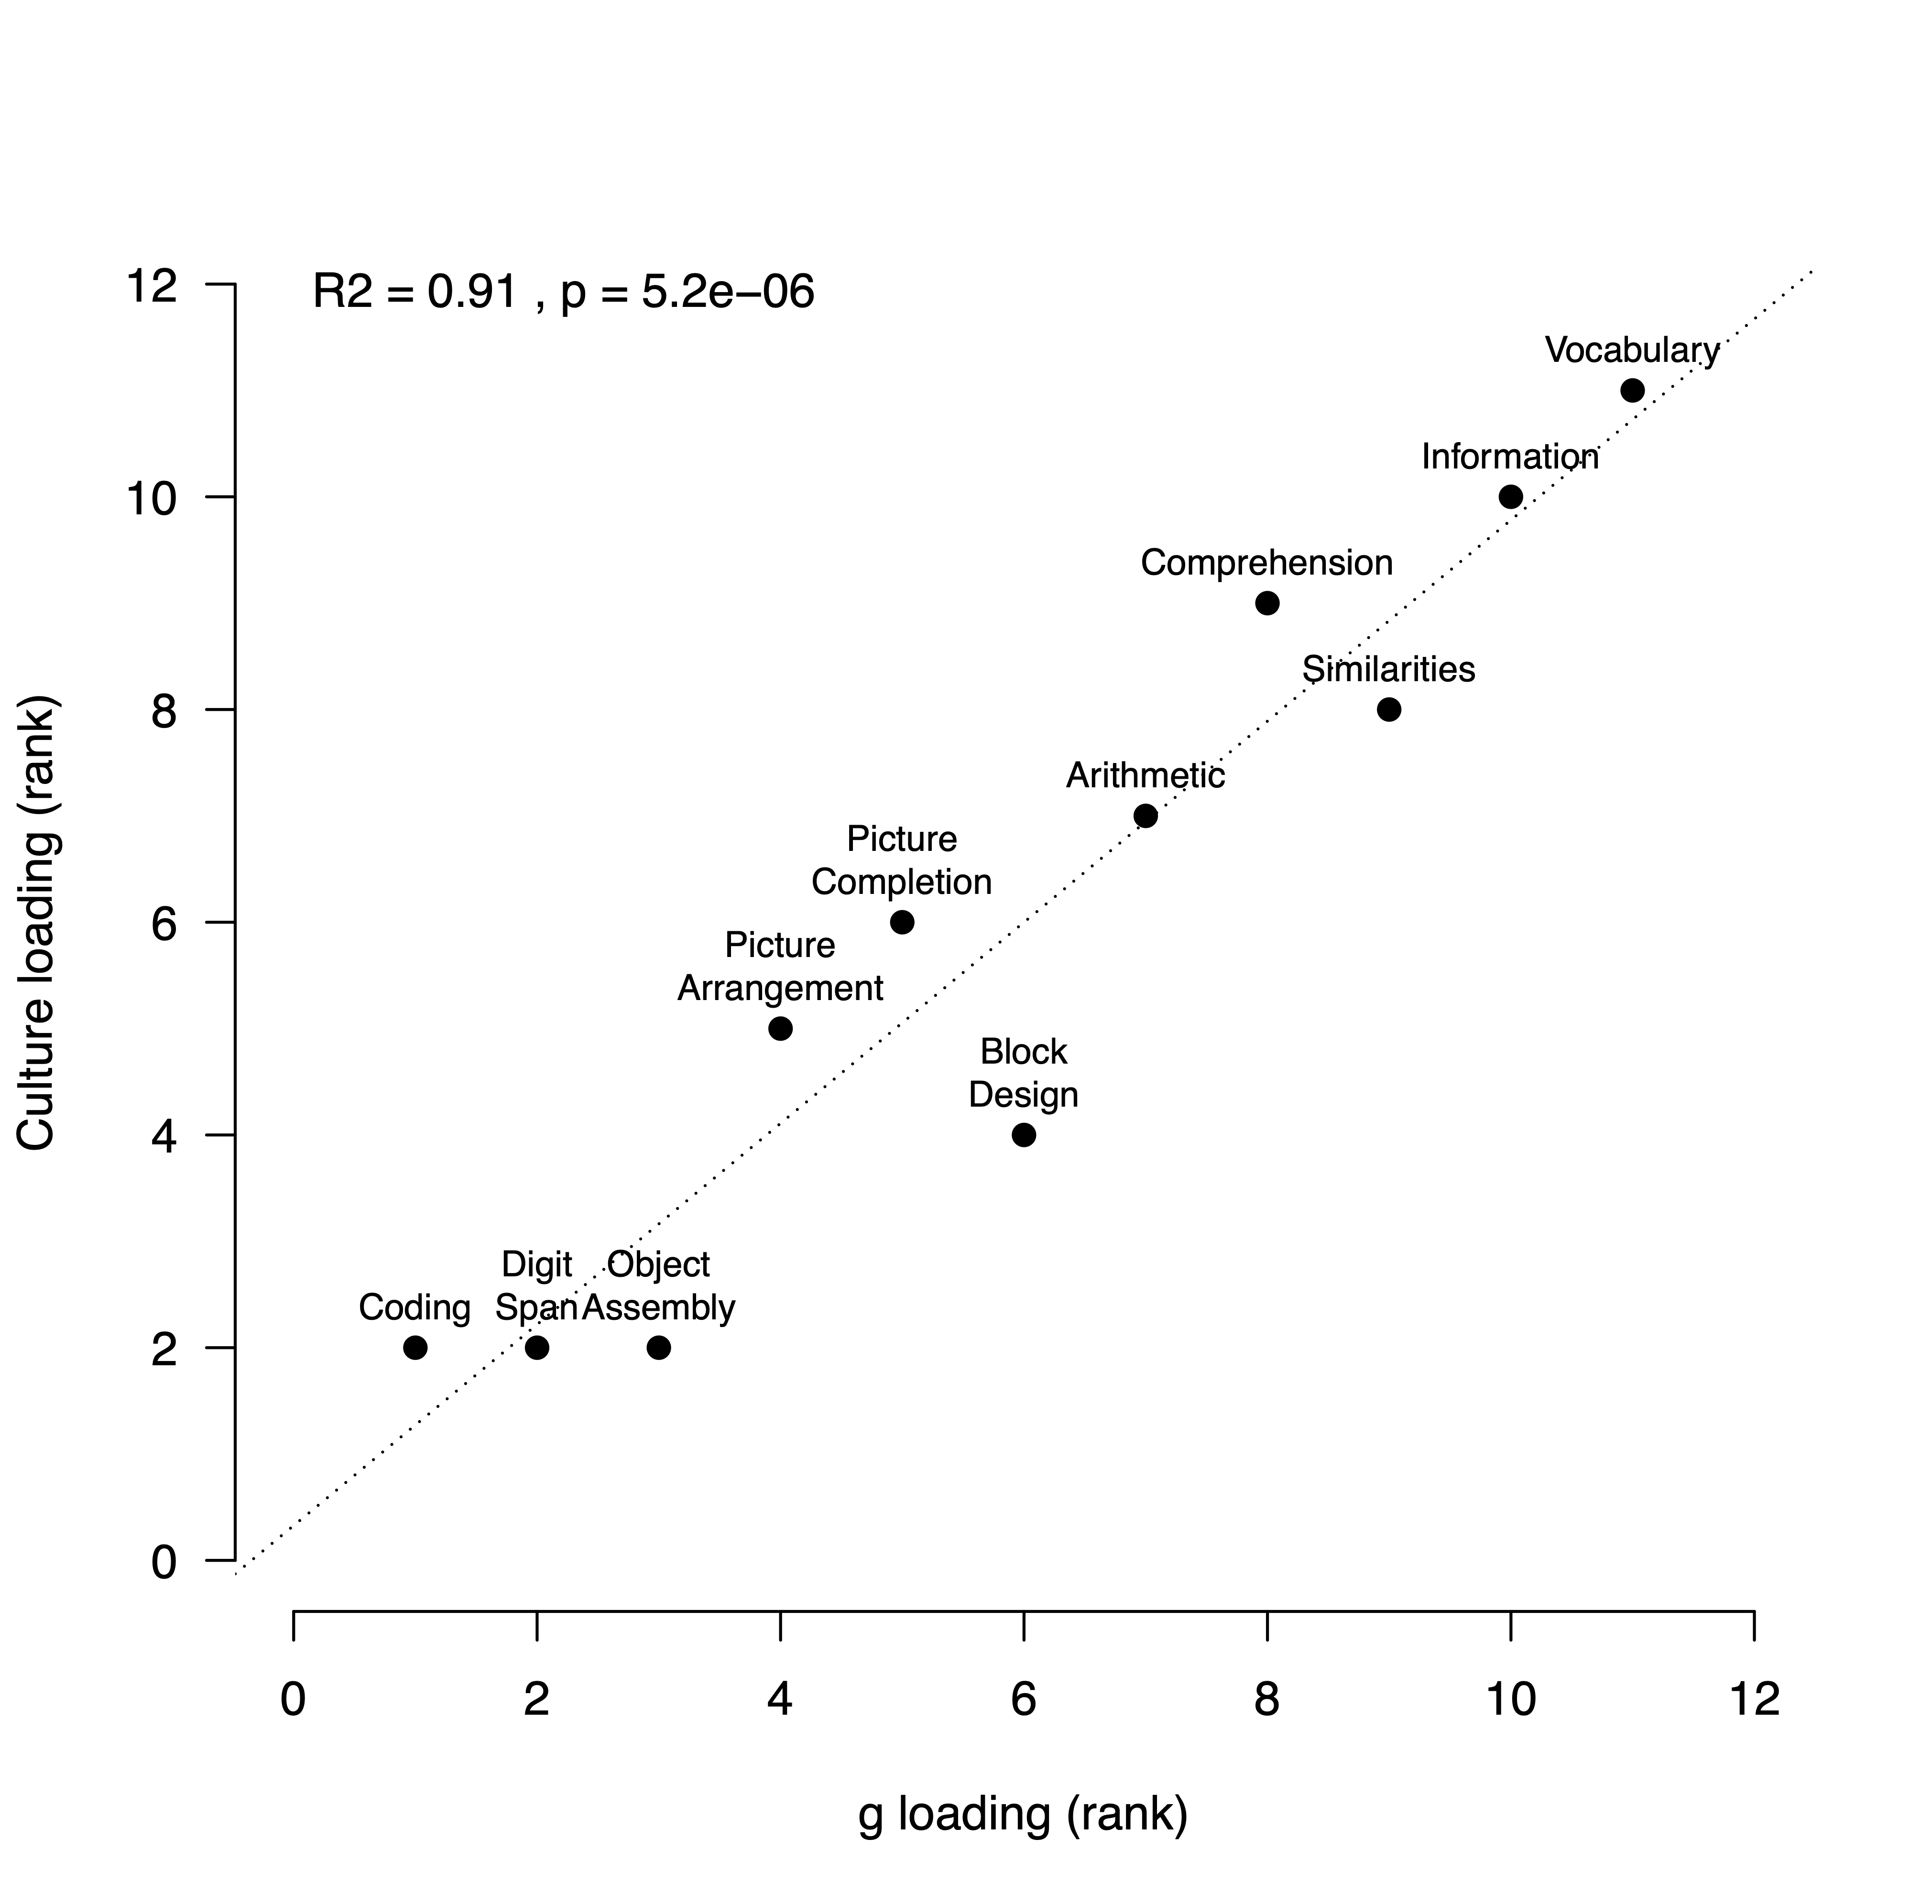 R2 = 0.91 , p = 5.2e−06
12
10
8
6
4
2
0
Culture loading (rank)
Vocabulary
Information
Comprehension
Similarities
Arithmetic
Picture
Completion
Picture
Arrangement
Block
Design
Coding
Digit
Span
Object
Assembly
0 2 4 6 8 10 12
g loading (rank)